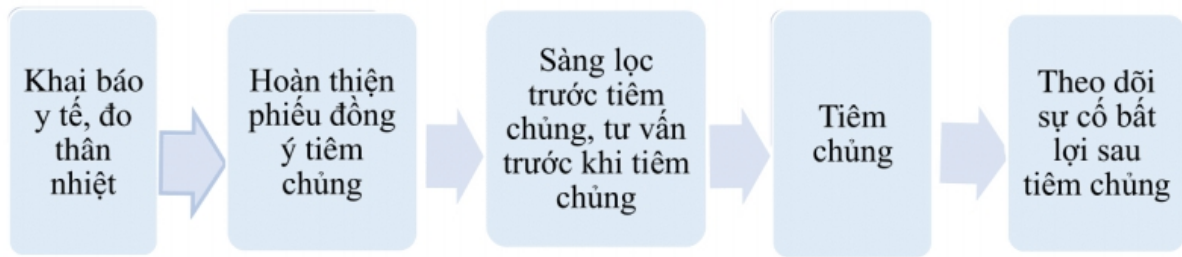 Khai báo
y tế, đo
thân
nhiệt
Hoàn thiện
phiếu đồng
ý tiêm
chủng
Sàng lọc
trước tiêm
chủng, tư vấn
trước khi tiêm
chủng
Tiêm
chủng
Theo dõi
sự cố bất
lợi sau
tiêm chủng